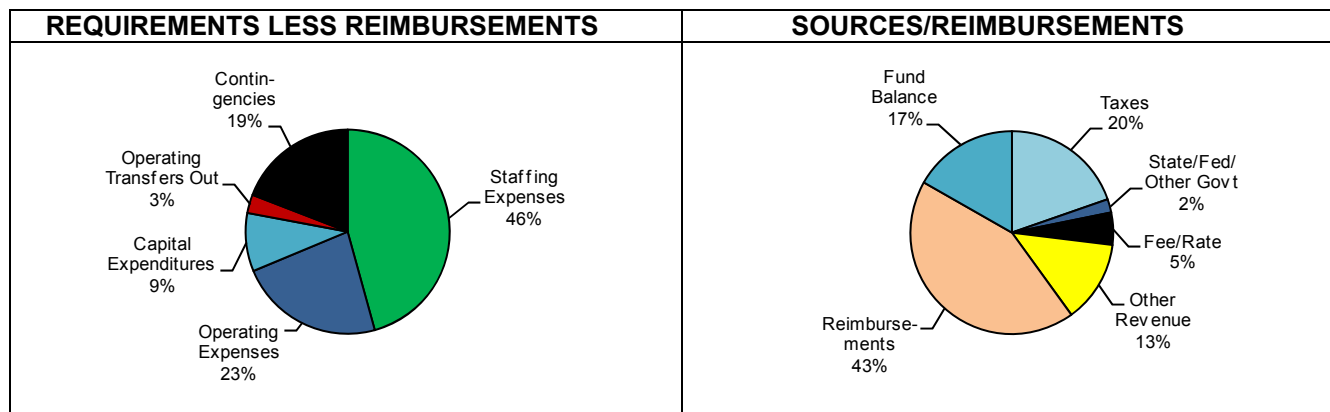 REQUIREMENTS LESS REIMBURSEMENTS
Contin-
gencies
19%
Operating
Transfers Out
3%
Capital
Expenditures
9%
Operating
Expenses
23%
Staffing
Expenses
46%
SOURCES/REIMBURSEMENTS
Fund
Balance
17%
Taxes
20%
State/Fed/
Other Govt
2%
Fee/Rate
5%
Other
Revenue
13%
Reimburse-
ments
43%